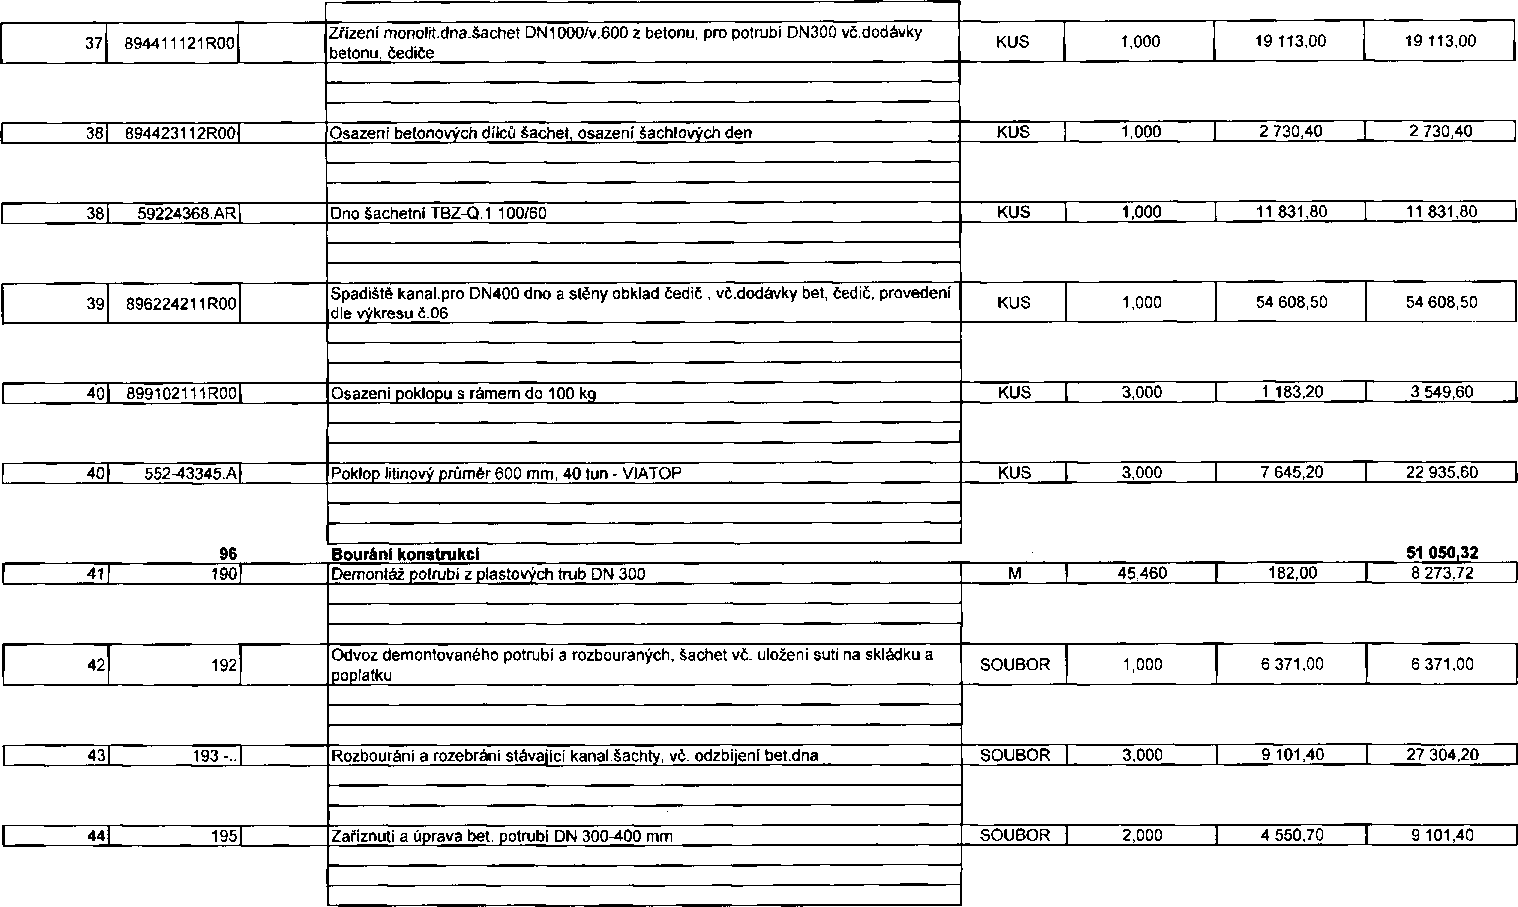 37 894411121R00 Zřízení monolit.dna.šachet DN1000/v.600 z betonu, pro potrubí DN300 vč.dodávky betonu, čediče KUS 1,000 19 113,00 19 113,00
38 894423112R00 Osazení betonových dílců šachet, osazení šachtových den KUS 1,000 2 730,40 2 730,40
38 59224368.AR Dno šachetní TBZ-Q.1 100/60 KUS 1,000 11 831,80 11 831,80
39 896224211R00 Spadiště kanal.pro DN400 dno a stěny obklad čedič , vč.dodávky bet, čedič, provedení dle výkresu č.06 KUS 1,000 54 608,50 54 608,50
40 899102111R00 Osazení poklopu s rámem do 100 kg KUS 3,000 1 183,20 3 549,60
40 552-43345.A Poklop litinový průměr 600 mm, 40 tun - VIATOP KUS 3,000 7 645,20 22 935,60
96 Bourání konstrukcí 51 050,32
41 190 Demontáž potrubí z plastových trub DN 300 M 45,460 182,00 8 273,72
42 192 Odvoz demontovaného potrubí a rozbouraných, šachet vč. uložení suti na skládku a poplatku SOUBOR 1,000 6 371,00 6 371,00
43 193 -.. Rozbourání a rozebrání stávající kanal.šachty, vč. odzbíjení bet.dna SOUBOR 3,000 9 101,40 27 304,20
44 195 Zaříznutí a úprava bet. potrubí DN 300-400 mm SOUBOR 2,000 4 550,70 9 101,40